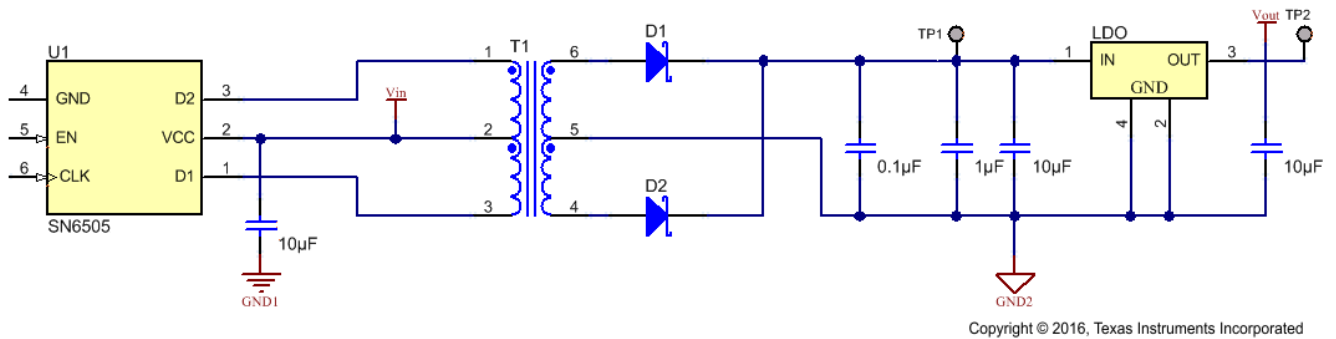 U1
4 GND D2 3
5 EN VCC 2
6 CLK D1 1
SN6505
10µF
GND1
Vin
T1
1 6
2 5
3 4
D1
D2
TP1
0.1µF
1µF
10µF
GND2
LDO
1 IN OUT 3
GND
4 2
Vout TP2
10µF
Copyright © 2016, Texas Instruments Incorporated